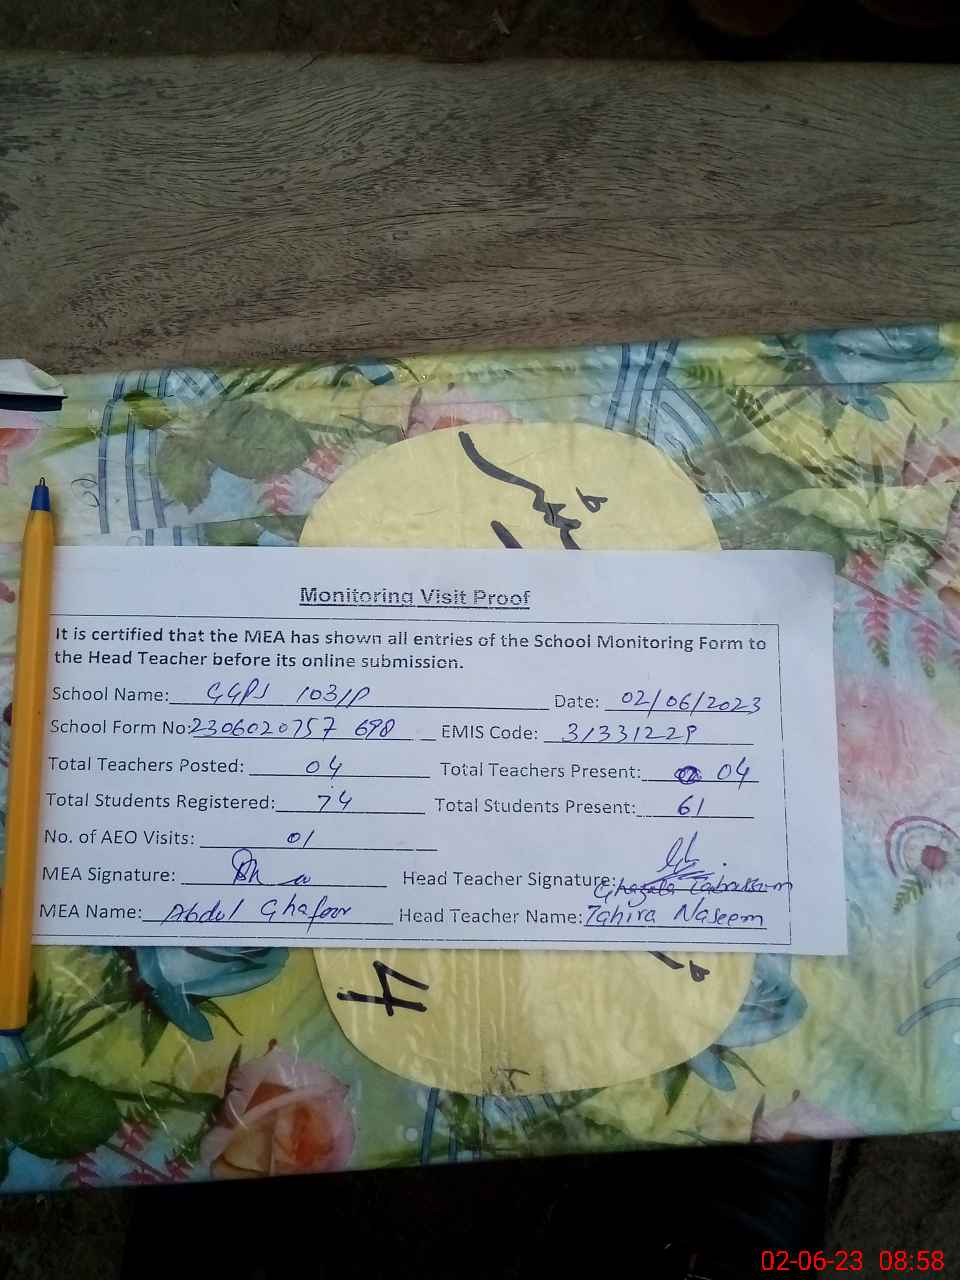 Monitoring Visit Proof
It is certified that the MEA has shown all entries of the School Monitoring Form to
the Head Teacher before its online submission.
School Name: GGPS 103/P Date: 02/06/2023
School Form No: 2306020757 698 EMIS Code: 31331229
Total Teachers Posted: 04 Total Teachers Present: 04
Total Students Registered: 74 Total Students Present: 61
No. of AEO Visits: 01
MEA Signature: Head Teacher Signature:
Ghazala Tabassum
MEA Name: Abdul Ghafoor Head Teacher Name: Tahira Naseem
4
02-06-23 08:58